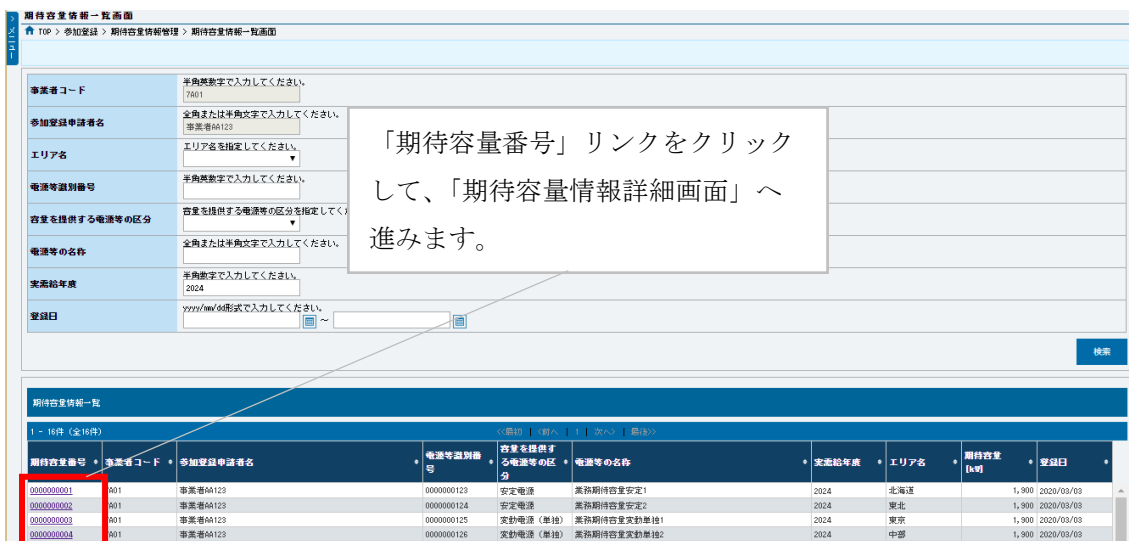 期待容量情報一覧画面
> メニュー
TOP > 参加登録 > 期待容量情報管理 > 期待容量情報一覧画面
事業者コード
半角英数字で入力してください。
7A01
参加登録申請者名
全角または半角文字で入力してください。
事業者AA123
エリア名
エリア名を指定してください。
電源等識別番号
半角英数字で入力してください。
容量を提供する電源等の区分
容量を提供する電源等の区分を指定してく
電源等の名称
全角または半角文字で入力してください。
実需給年度
半角数字で入力してください。
2024
登録日
yyyy/mm/dd形式で入力してください。
~
「期待容量番号」リンクをクリック
して、「期待容量情報詳細画面」へ
進みます。
検索
期待容量情報一覧
1 - 16件 (全16件)
<<最初 | <前へ | 1 | 次へ> | 最後>>
期待容量番号 事業者コード 参加登録申請者名 電源等識別番号 容量を提供する電源等の区分 電源等の名称 実需給年度 エリア名 期待容量[kW] 登録日
0000000001 7A01 事業者AA123 0000000123 安定電源 業務期待容量安定1 2024 北海道 1,900 2020/03/03
0000000002 7A01 事業者AA123 0000000124 安定電源 業務期待容量安定2 2024 東北 1,900 2020/03/03
0000000003 7A01 事業者AA123 0000000125 変動電源（単独） 業務期待容量変動単独1 2024 東京 1,900 2020/03/03
0000000004 7A01 事業者AA123 0000000126 変動電源（単独） 業務期待容量変動単独2 2024 中部 1,900 2020/03/03